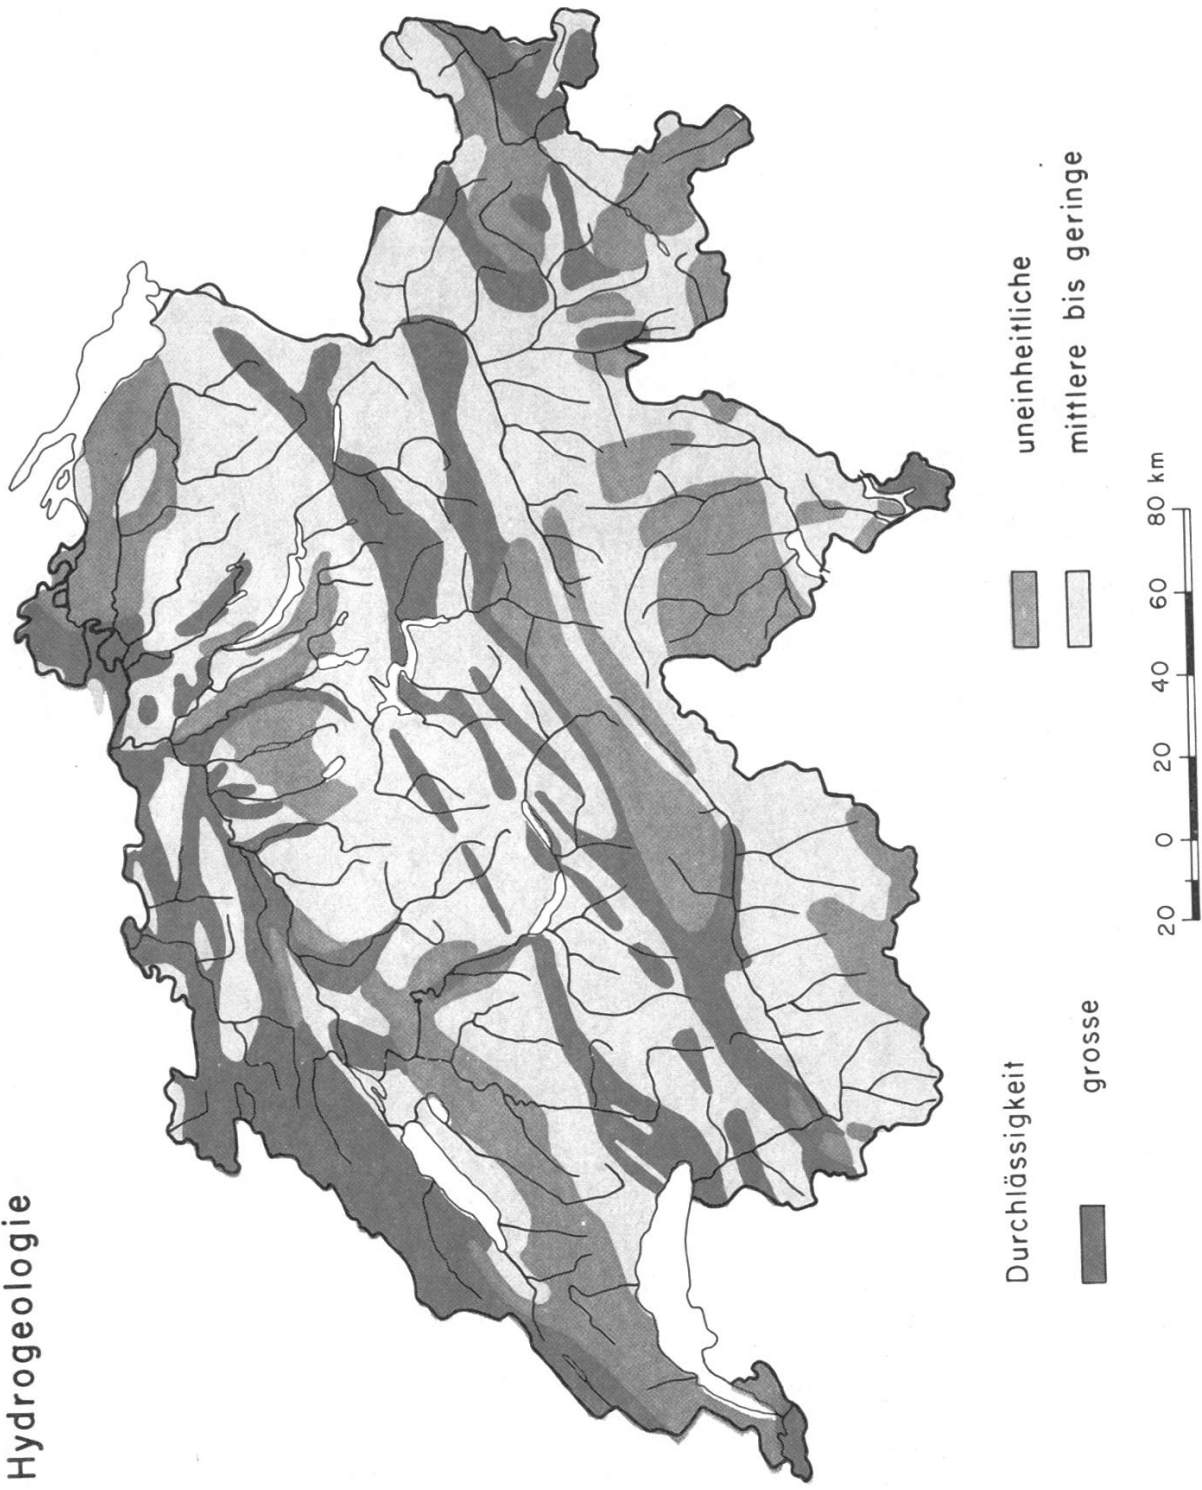 Hydrogeologie
Durchlässigkeit
grosse
uneinheitliche
mittlere bis geringe
20 0 20 40 60 80 km